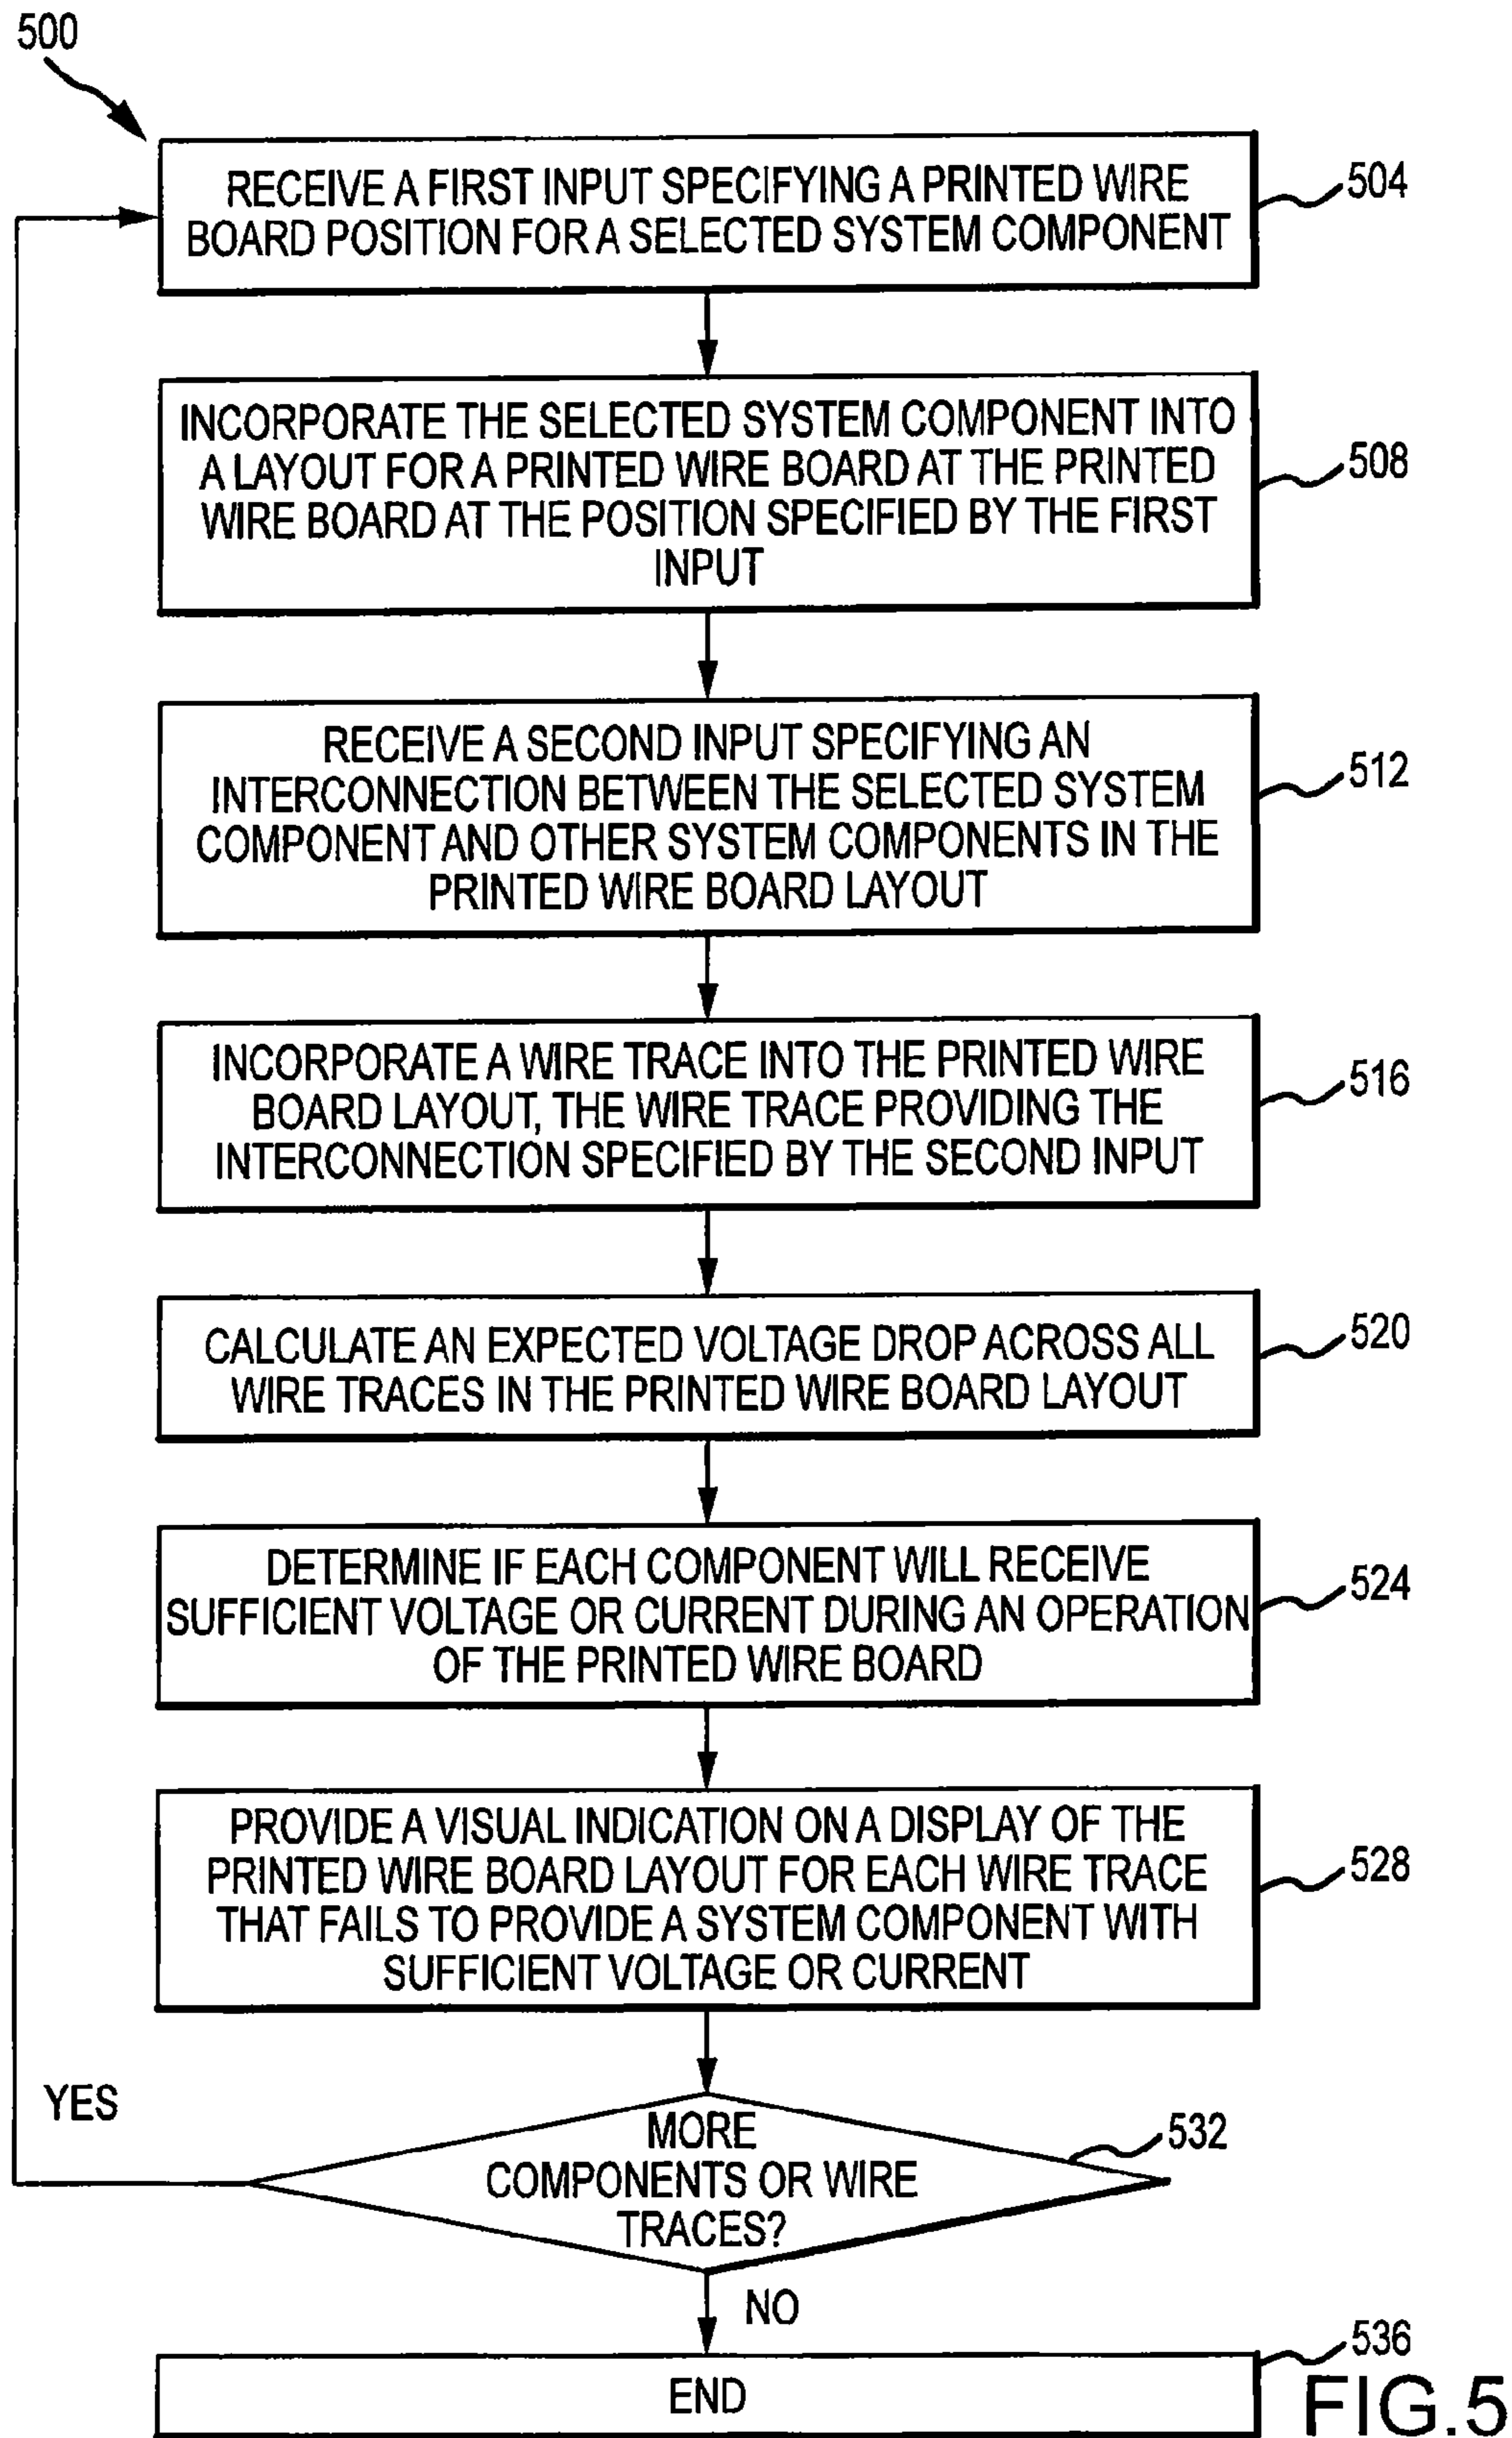 500
RECEIVE A FIRST INPUT SPECIFYING A PRINTED WIRE
BOARD POSITION FOR A SELECTED SYSTEM COMPONENT
504
INCORPORATE THE SELECTED SYSTEM COMPONENT INTO
A LAYOUT FOR A PRINTED WIRE BOARD AT THE PRINTED
WIRE BOARD AT THE POSITION SPECIFIED BY THE FIRST
INPUT
508
RECEIVE A SECOND INPUT SPECIFYING AN
INTERCONNECTION BETWEEN THE SELECTED SYSTEM
COMPONENT AND OTHER SYSTEM COMPONENTS IN THE
PRINTED WIRE BOARD LAYOUT
512
INCORPORATE A WIRE TRACE INTO THE PRINTED WIRE
BOARD LAYOUT, THE WIRE TRACE PROVIDING THE
INTERCONNECTION SPECIFIED BY THE SECOND INPUT
516
CALCULATE AN EXPECTED VOLTAGE DROP ACROSS ALL
WIRE TRACES IN THE PRINTED WIRE BOARD LAYOUT
520
DETERMINE IF EACH COMPONENT WILL RECEIVE
SUFFICIENT VOLTAGE OR CURRENT DURING AN OPERATION
OF THE PRINTED WIRE BOARD
524
PROVIDE A VISUAL INDICATION ON A DISPLAY OF THE
PRINTED WIRE BOARD LAYOUT FOR EACH WIRE TRACE
THAT FAILS TO PROVIDE A SYSTEM COMPONENT WITH
SUFFICIENT VOLTAGE OR CURRENT
528
YES
MORE
COMPONENTS OR WIRE
TRACES?
532
NO
END
536
FIG.5